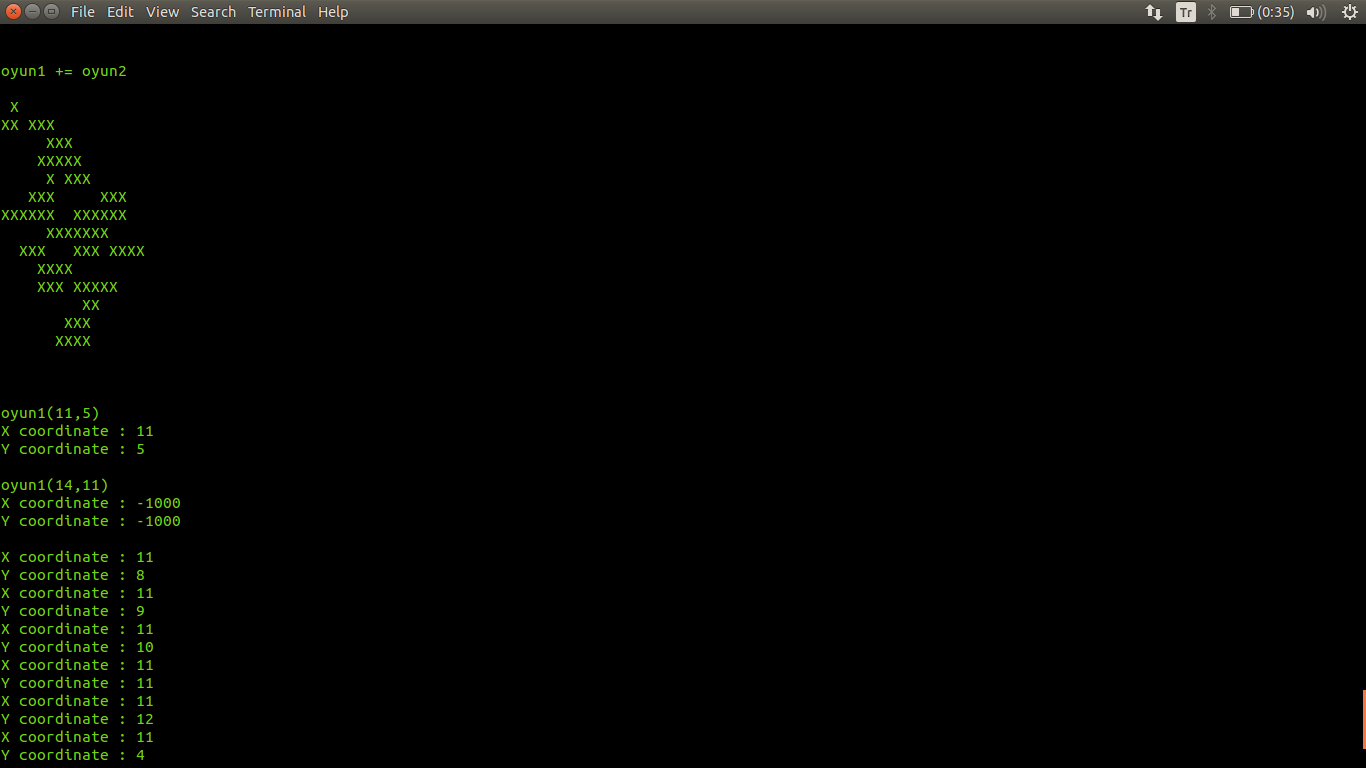 File Edit View Search Terminal Help Tr (0:35)
oyun1 += oyun2
 X
XX XXX
     XXX
    XXXXX
     X XXX
   XXX     XXX
XXXXXX  XXXXXX
     XXXXXXX
  XXX   XXX XXXX
    XXXX
    XXX XXXXX
         XX
       XXX
      XXXX
oyun1(11,5)
X coordinate : 11
Y coordinate : 5
oyun1(14,11)
X coordinate : -1000
Y coordinate : -1000
X coordinate : 11
Y coordinate : 8
X coordinate : 11
Y coordinate : 9
X coordinate : 11
Y coordinate : 10
X coordinate : 11
Y coordinate : 11
X coordinate : 11
Y coordinate : 12
X coordinate : 11
Y coordinate : 4